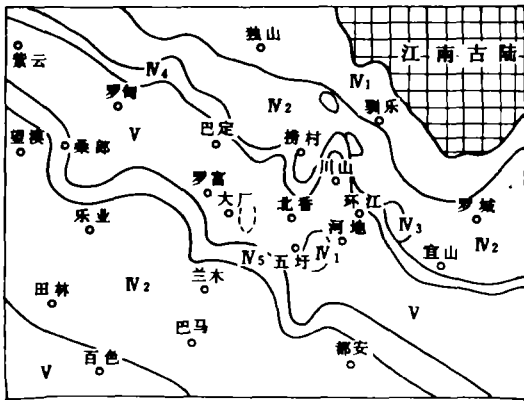 独山
江南古陆
紫云
Ⅳ4
Ⅳ1
罗甸
Ⅳ2
驯乐
望谟
桑郎
Ⅴ
巴定
捞村
川山
罗富
大厂
北香
环江
Ⅳ3
罗城
乐业
河地
Ⅳ2
五圩
Ⅳ1
宜山
Ⅳ5
兰木
Ⅳ2
田林
Ⅴ
巴马
百色
都安
Ⅴ